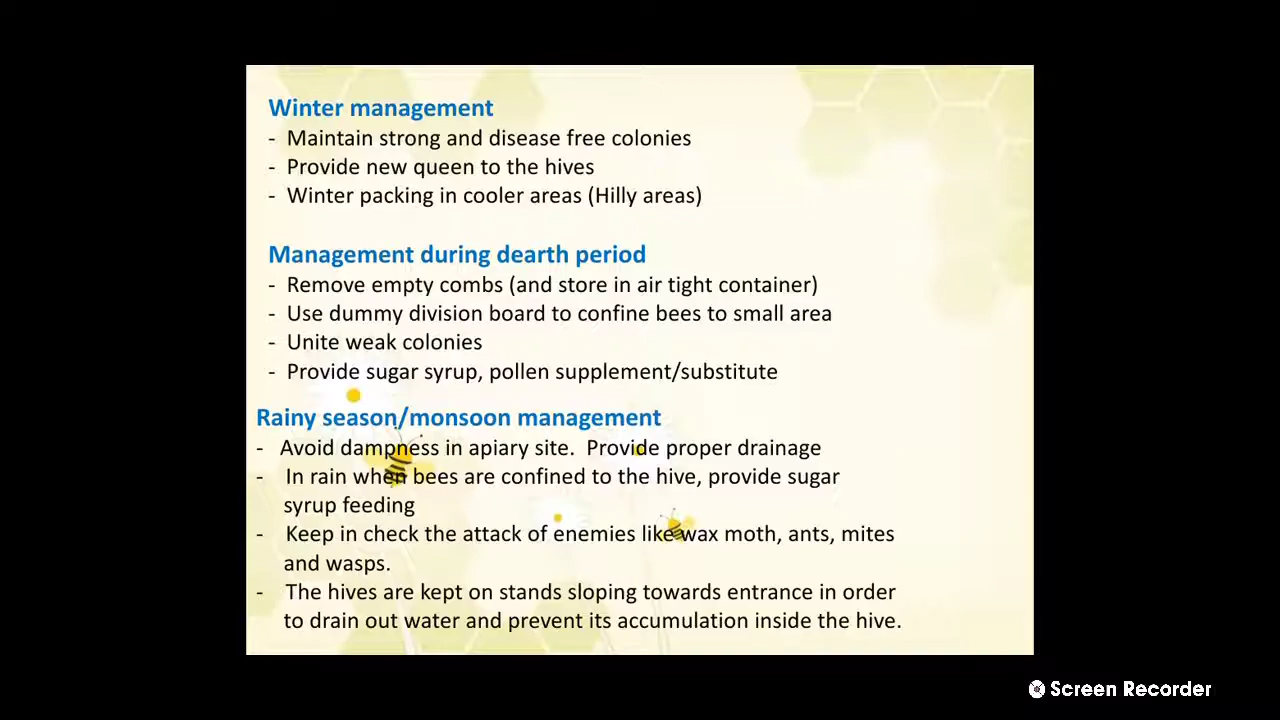 Winter management
- Maintain strong and disease free colonies
- Provide new queen to the hives
- Winter packing in cooler areas (Hilly areas)
Management during dearth period
- Remove empty combs (and store in air tight container)
- Use dummy division board to confine bees to small area
- Unite weak colonies
- Provide sugar syrup, pollen supplement/substitute
Rainy season/monsoon management
- Avoid dampness in apiary site. Provide proper drainage
- In rain when bees are confined to the hive, provide sugar
syrup feeding
- Keep in check the attack of enemies like wax moth, ants, mites
and wasps.
- The hives are kept on stands sloping towards entrance in order
to drain out water and prevent its accumulation inside the hive.
Screen Recorder